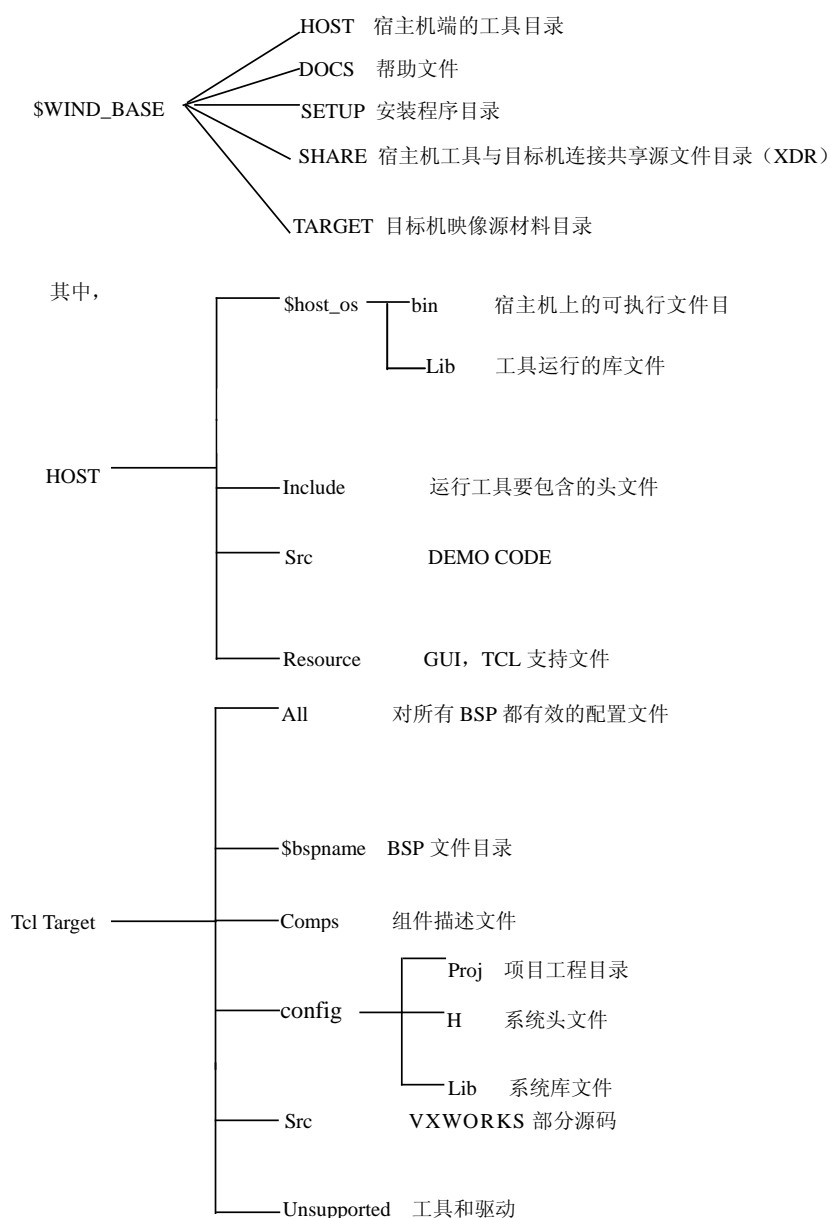 HOST 宿主机端的工具目录
DOCS 帮助文件
$WIND_BASE
SETUP 安装程序目录
SHARE 宿主机工具与目标机连接共享源文件目录（XDR）
TARGET 目标机映像源材料目录
其中，
$host_os bin 宿主机上的可执行文件目
Lib 工具运行的库文件
HOST
Include 运行工具要包含的头文件
Src DEMO CODE
Resource GUI，TCL 支持文件
All 对所有 BSP 都有效的配置文件
$bspname BSP 文件目录
Tcl Target
Comps 组件描述文件
Proj 项目工程目录
config
H 系统头文件
Lib 系统库文件
Src VXWORKS 部分源码
Unsupported 工具和驱动